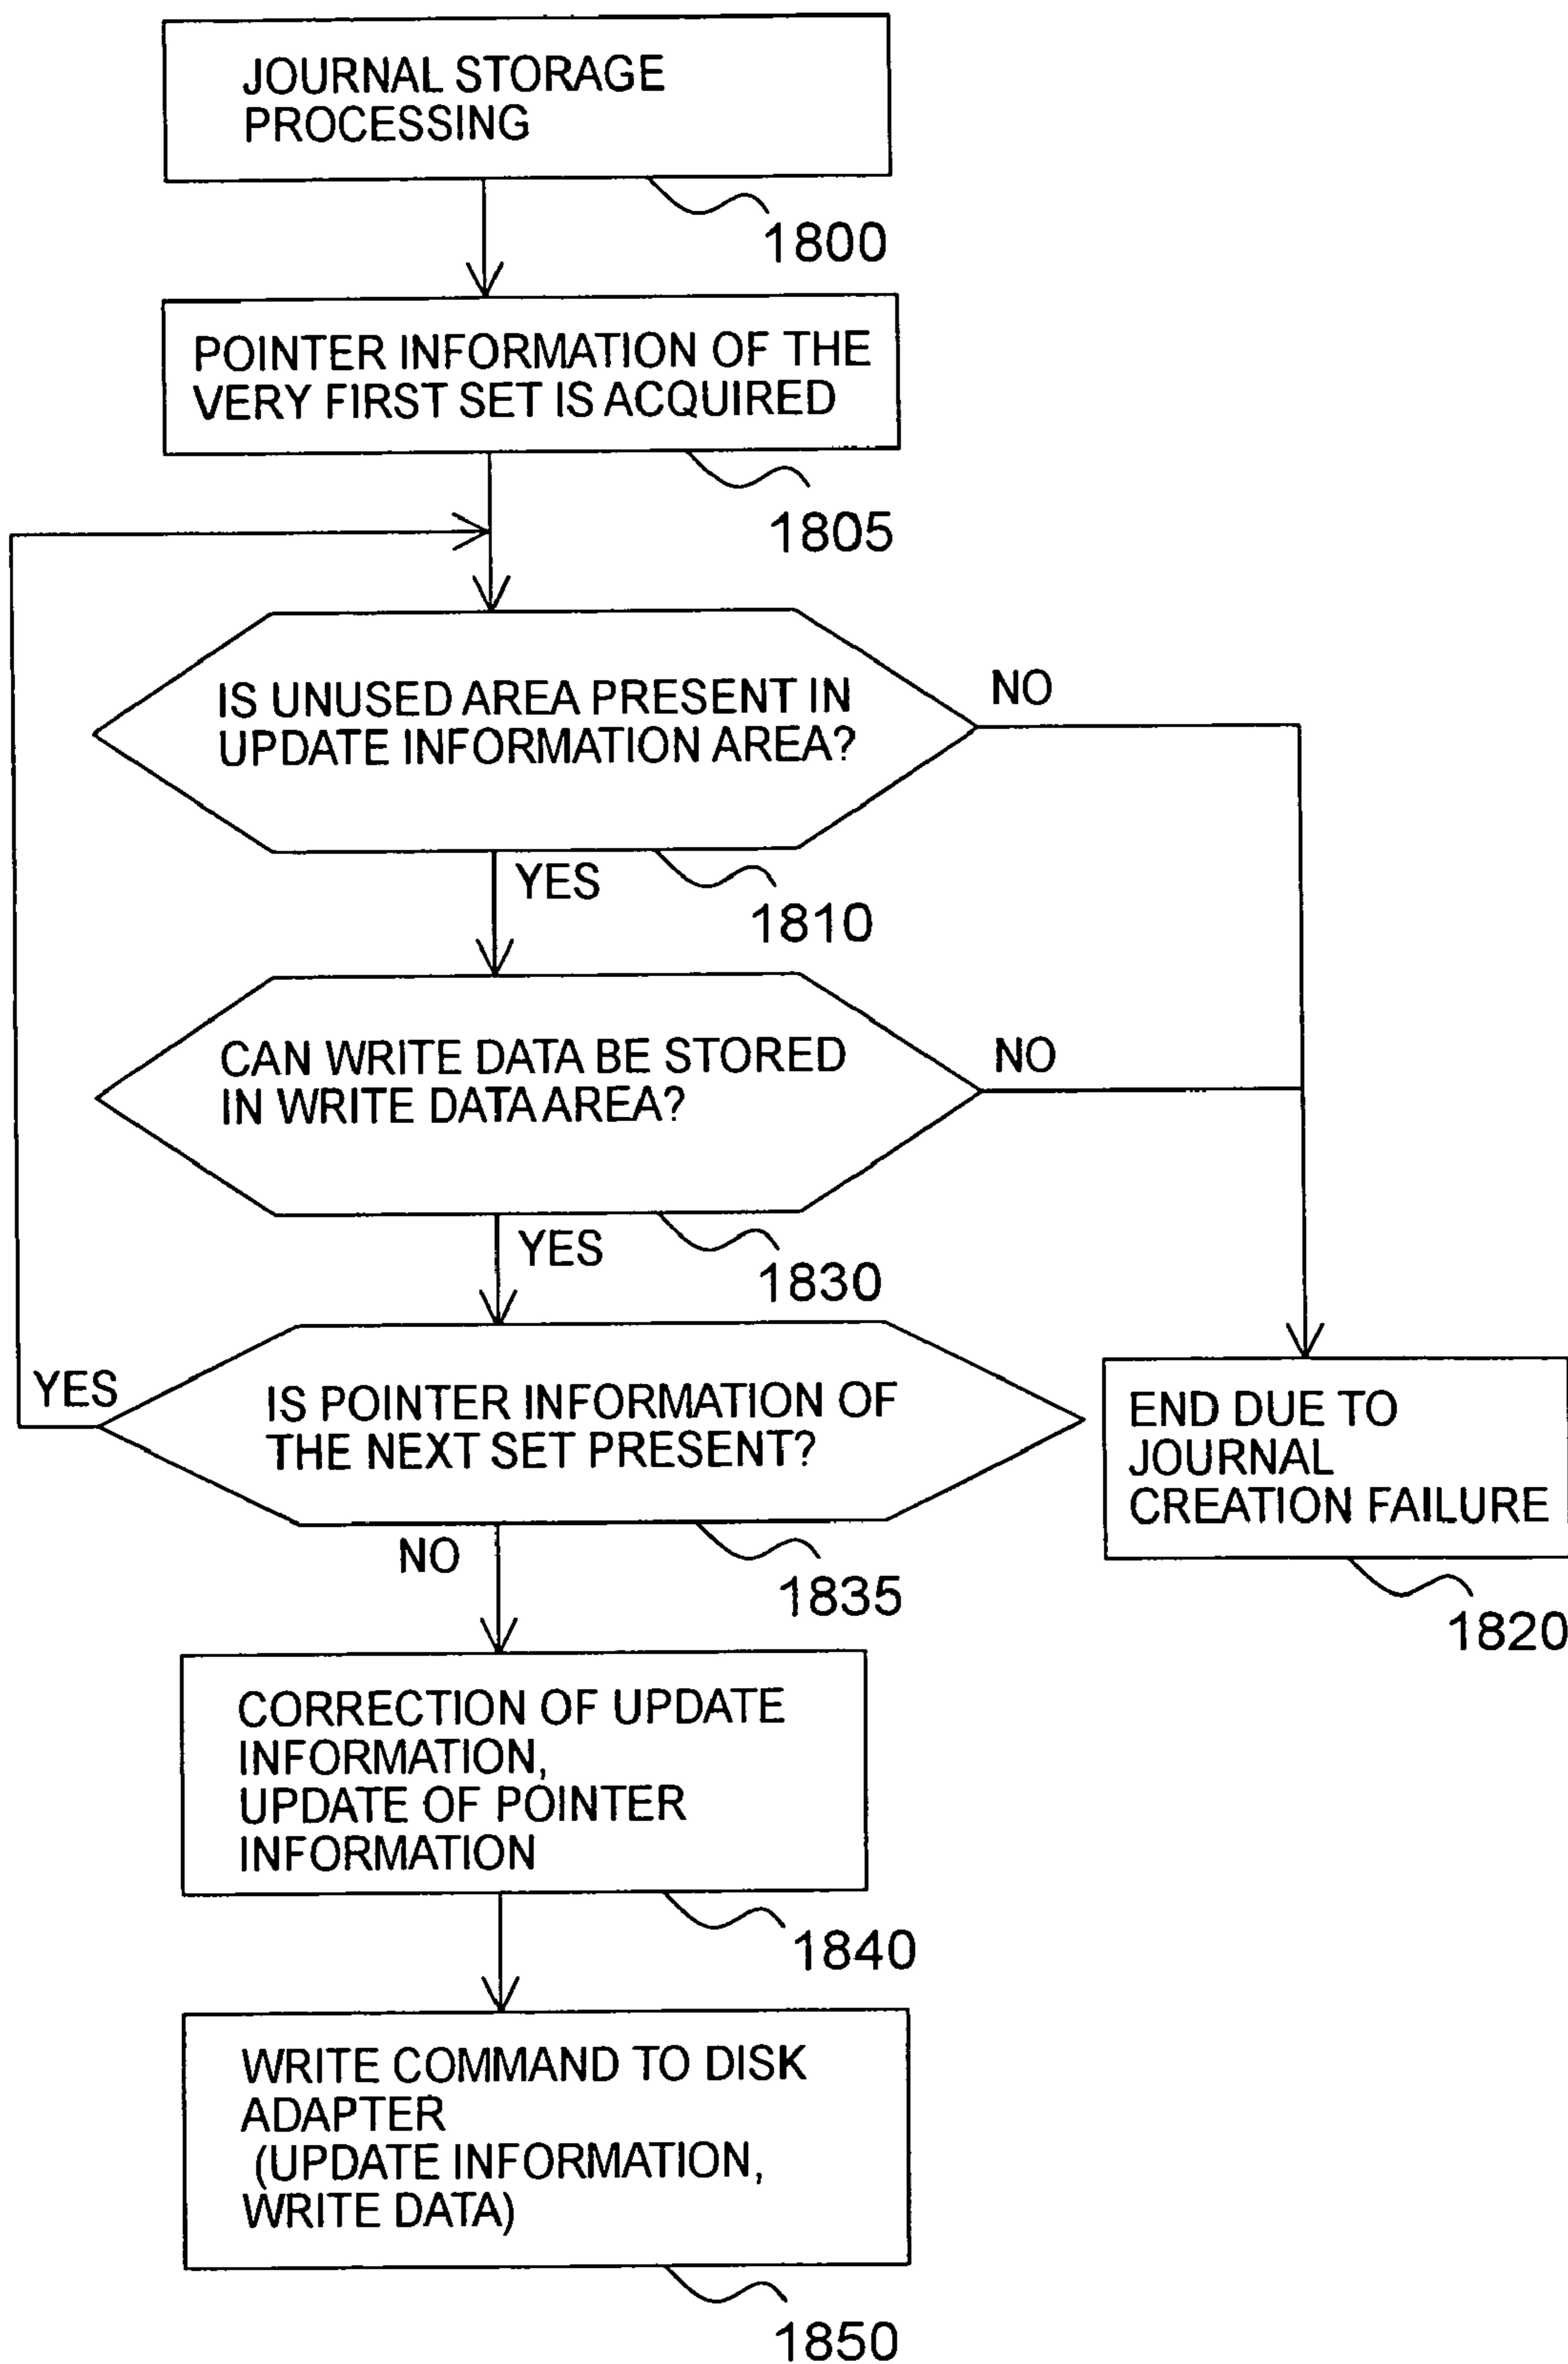 JOURNAL STORAGE
PROCESSING
1800
POINTER INFORMATION OF THE
VERY FIRST SET IS ACQUIRED
1805
IS UNUSED AREA PRESENT IN
UPDATE INFORMATION AREA?
NO
YES
1810
CAN WRITE DATA BE STORED
IN WRITE DATA AREA?
NO
YES
1830
YES
IS POINTER INFORMATION OF
THE NEXT SET PRESENT?
NO
1835
END DUE TO
JOURNAL
CREATION FAILURE
1820
CORRECTION OF UPDATE
INFORMATION,
UPDATE OF POINTER
INFORMATION
1840
WRITE COMMAND TO DISK
ADAPTER
(UPDATE INFORMATION,
WRITE DATA)
1850